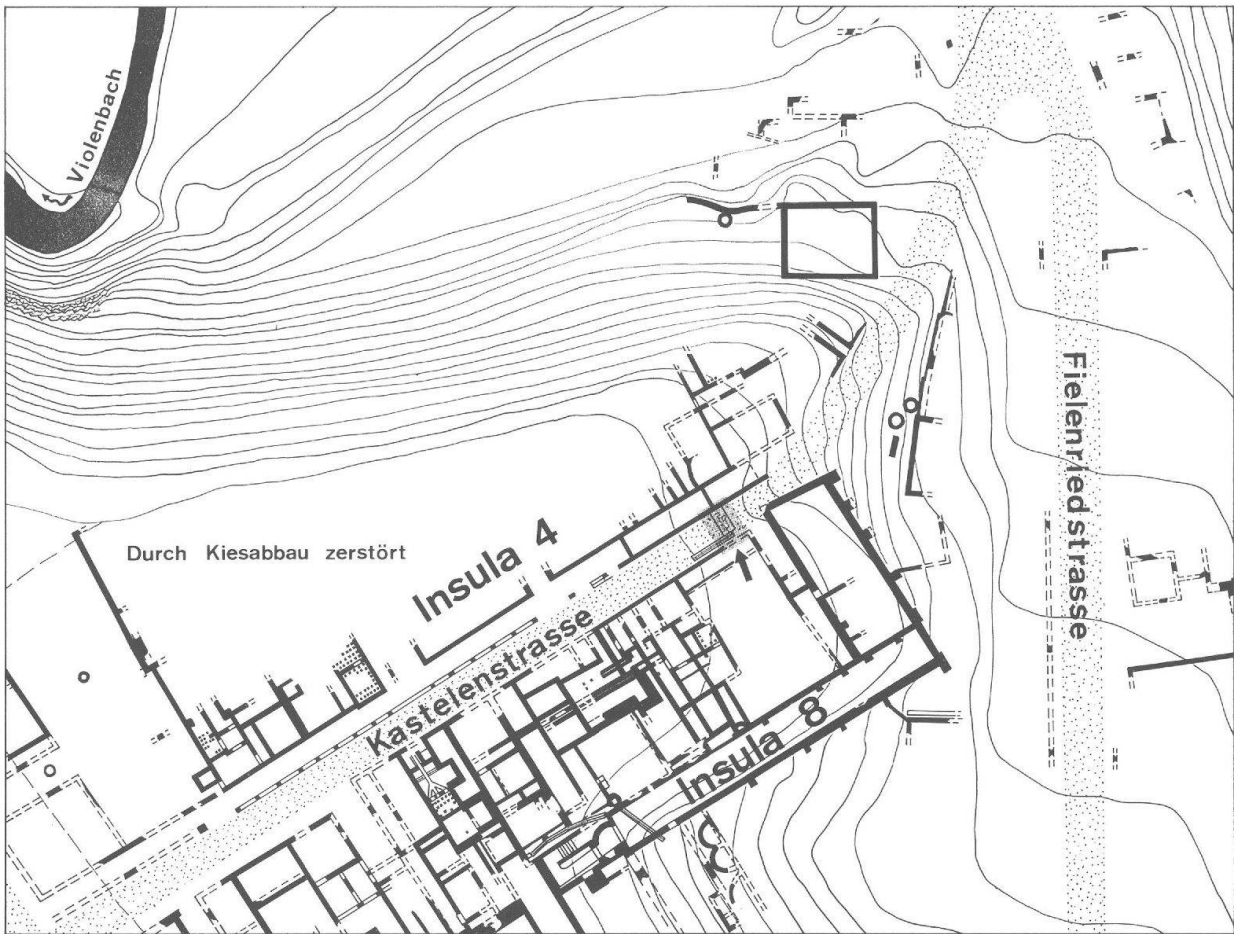 Violenbach
Durch Kiesabbau zerstört
Insula 4
Kastelenstrasse
Insula 8
Fielenriedstrasse